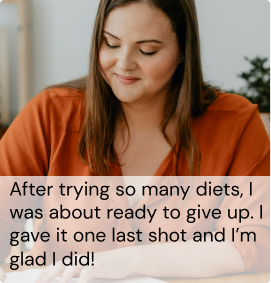 After trying so many diets, I
was about ready to give up. I
gave it one last shot and I'm
glad I did!